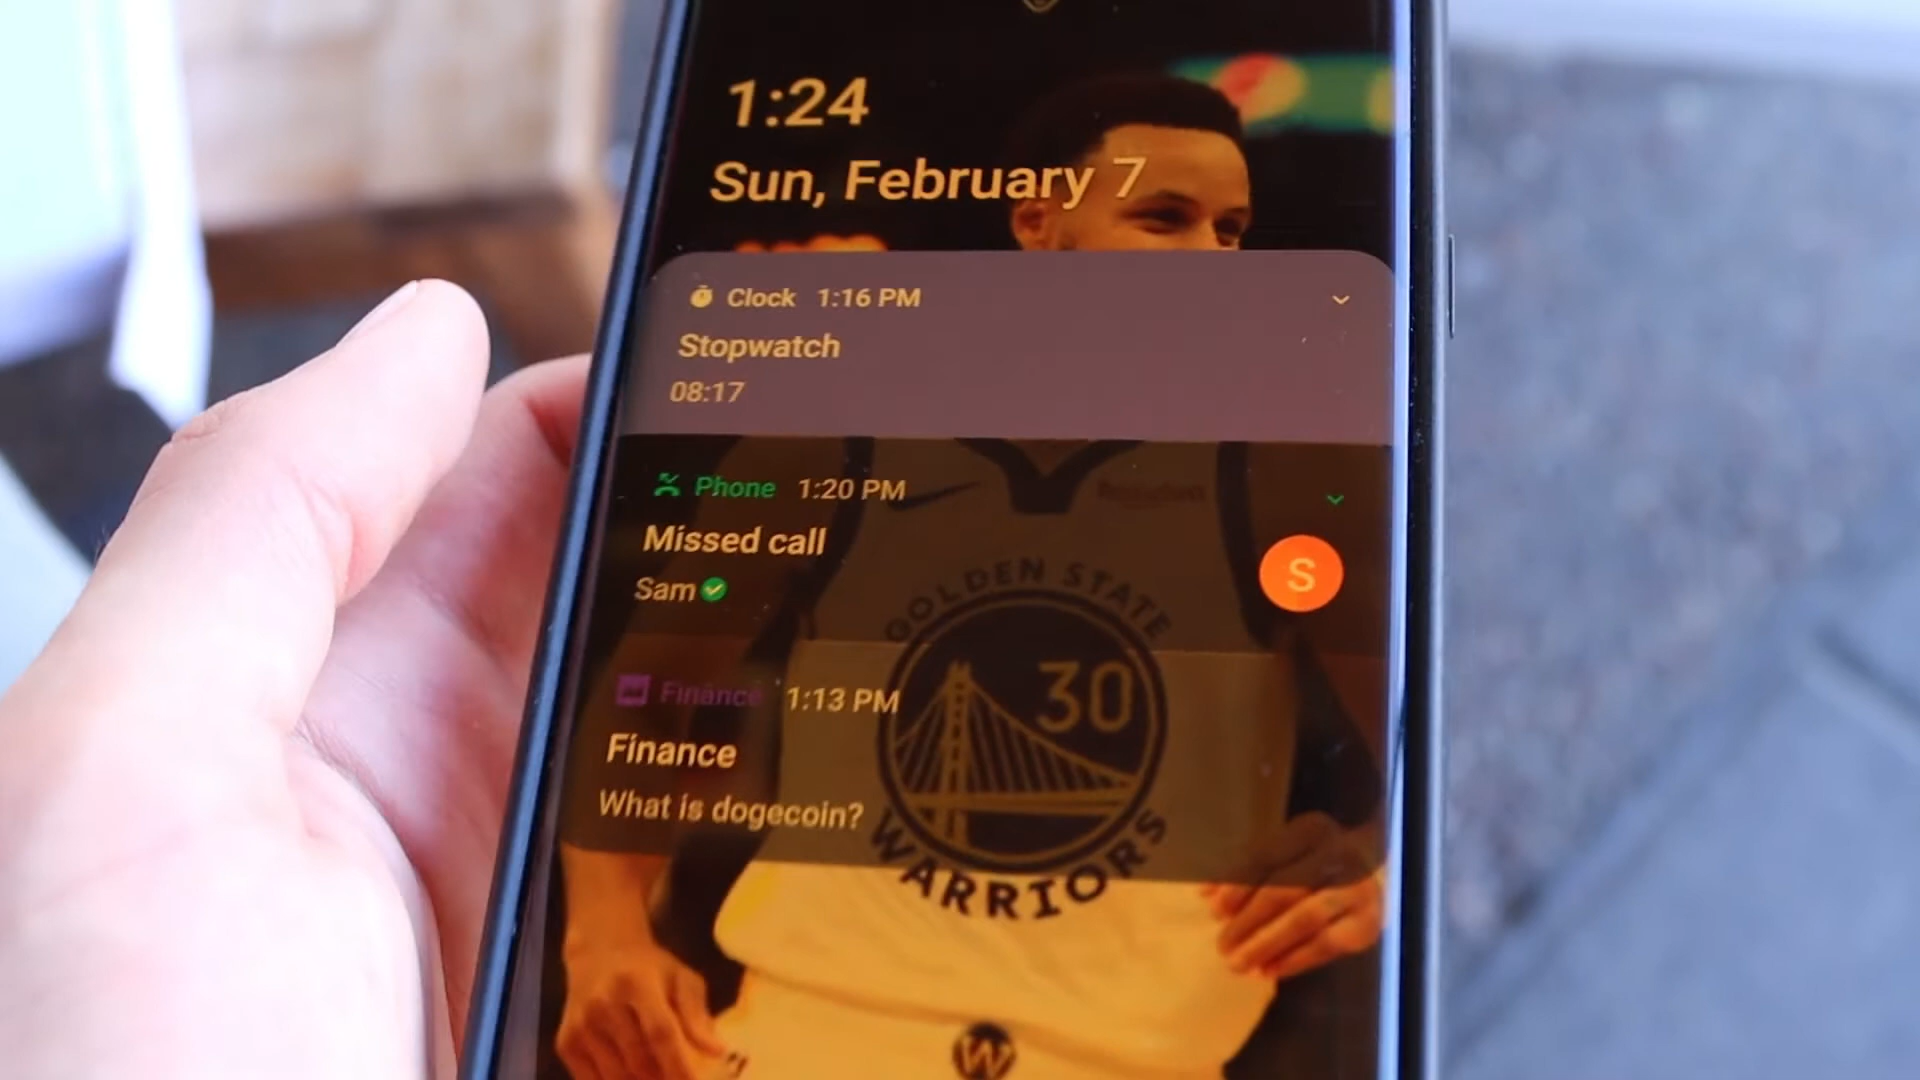 1:24
Sun, February 7
Clock 1:16 PM
Stopwatch
08:17
Phone 1:20 PM
Missed call
Sam
S
Finance 1:13 PM
Finance
What is dogecoin?
GOLDEN STATE
30
WARRIORS
W